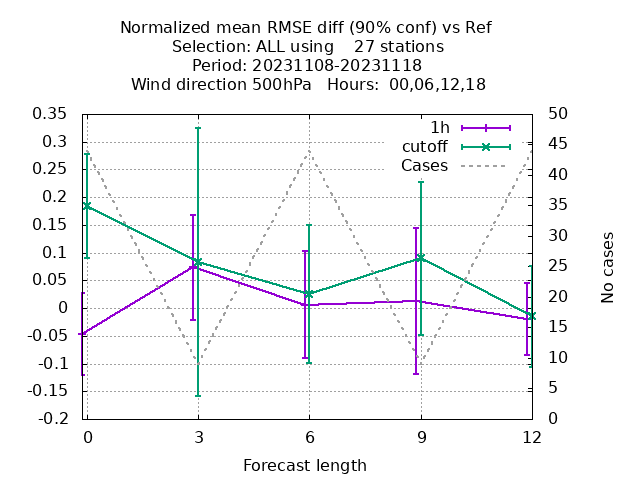 Normalized mean RMSE diff (90% conf) vs Ref
Selection: ALL using    27 stations
Period: 20231108-20231118
Wind direction 500hPa   Hours:  00,06,12,18
1h
cutoff
Cases
0.35
0.3
0.25
0.2
0.15
0.1
0.05
0
-0.05
-0.1
-0.15
-0.2
50
45
40
35
30
25
20
15
10
5
0
No cases
0 3 6 9 12
Forecast length